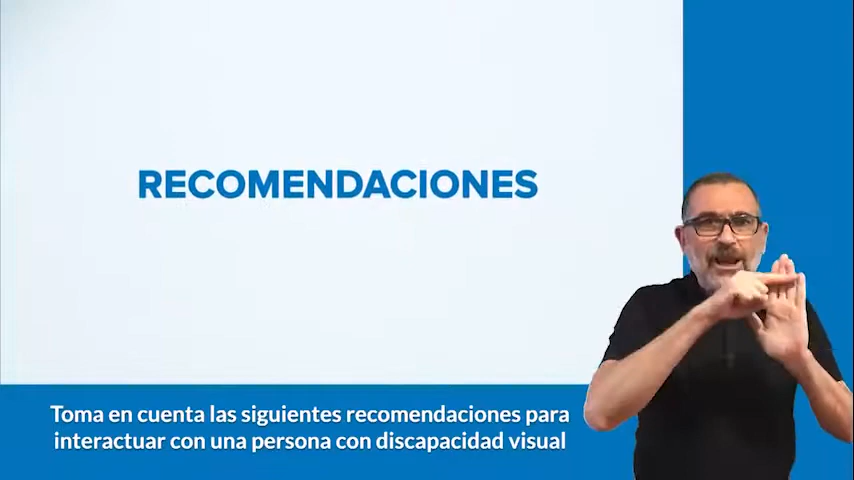 RECOMENDACIONES
Toma en cuenta las siguientes recomendaciones para
interactuar con una persona con discapacidad visual